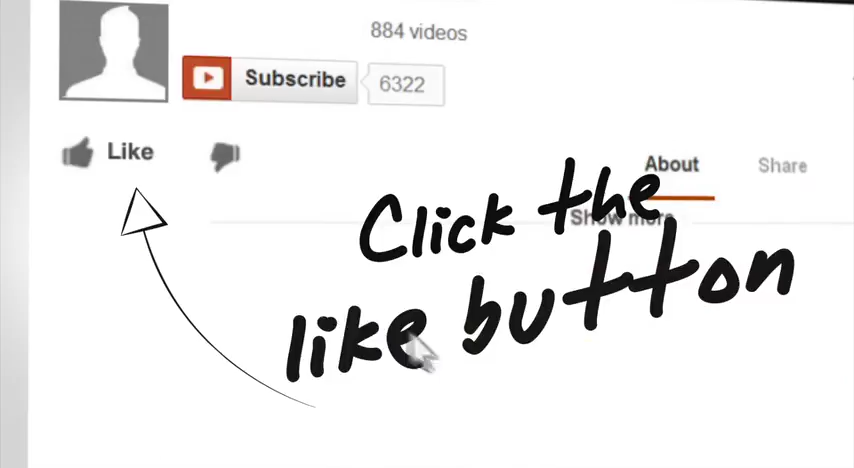 884 videos
Subscribe 6322
Like
About Share
Show more
Click the
like button